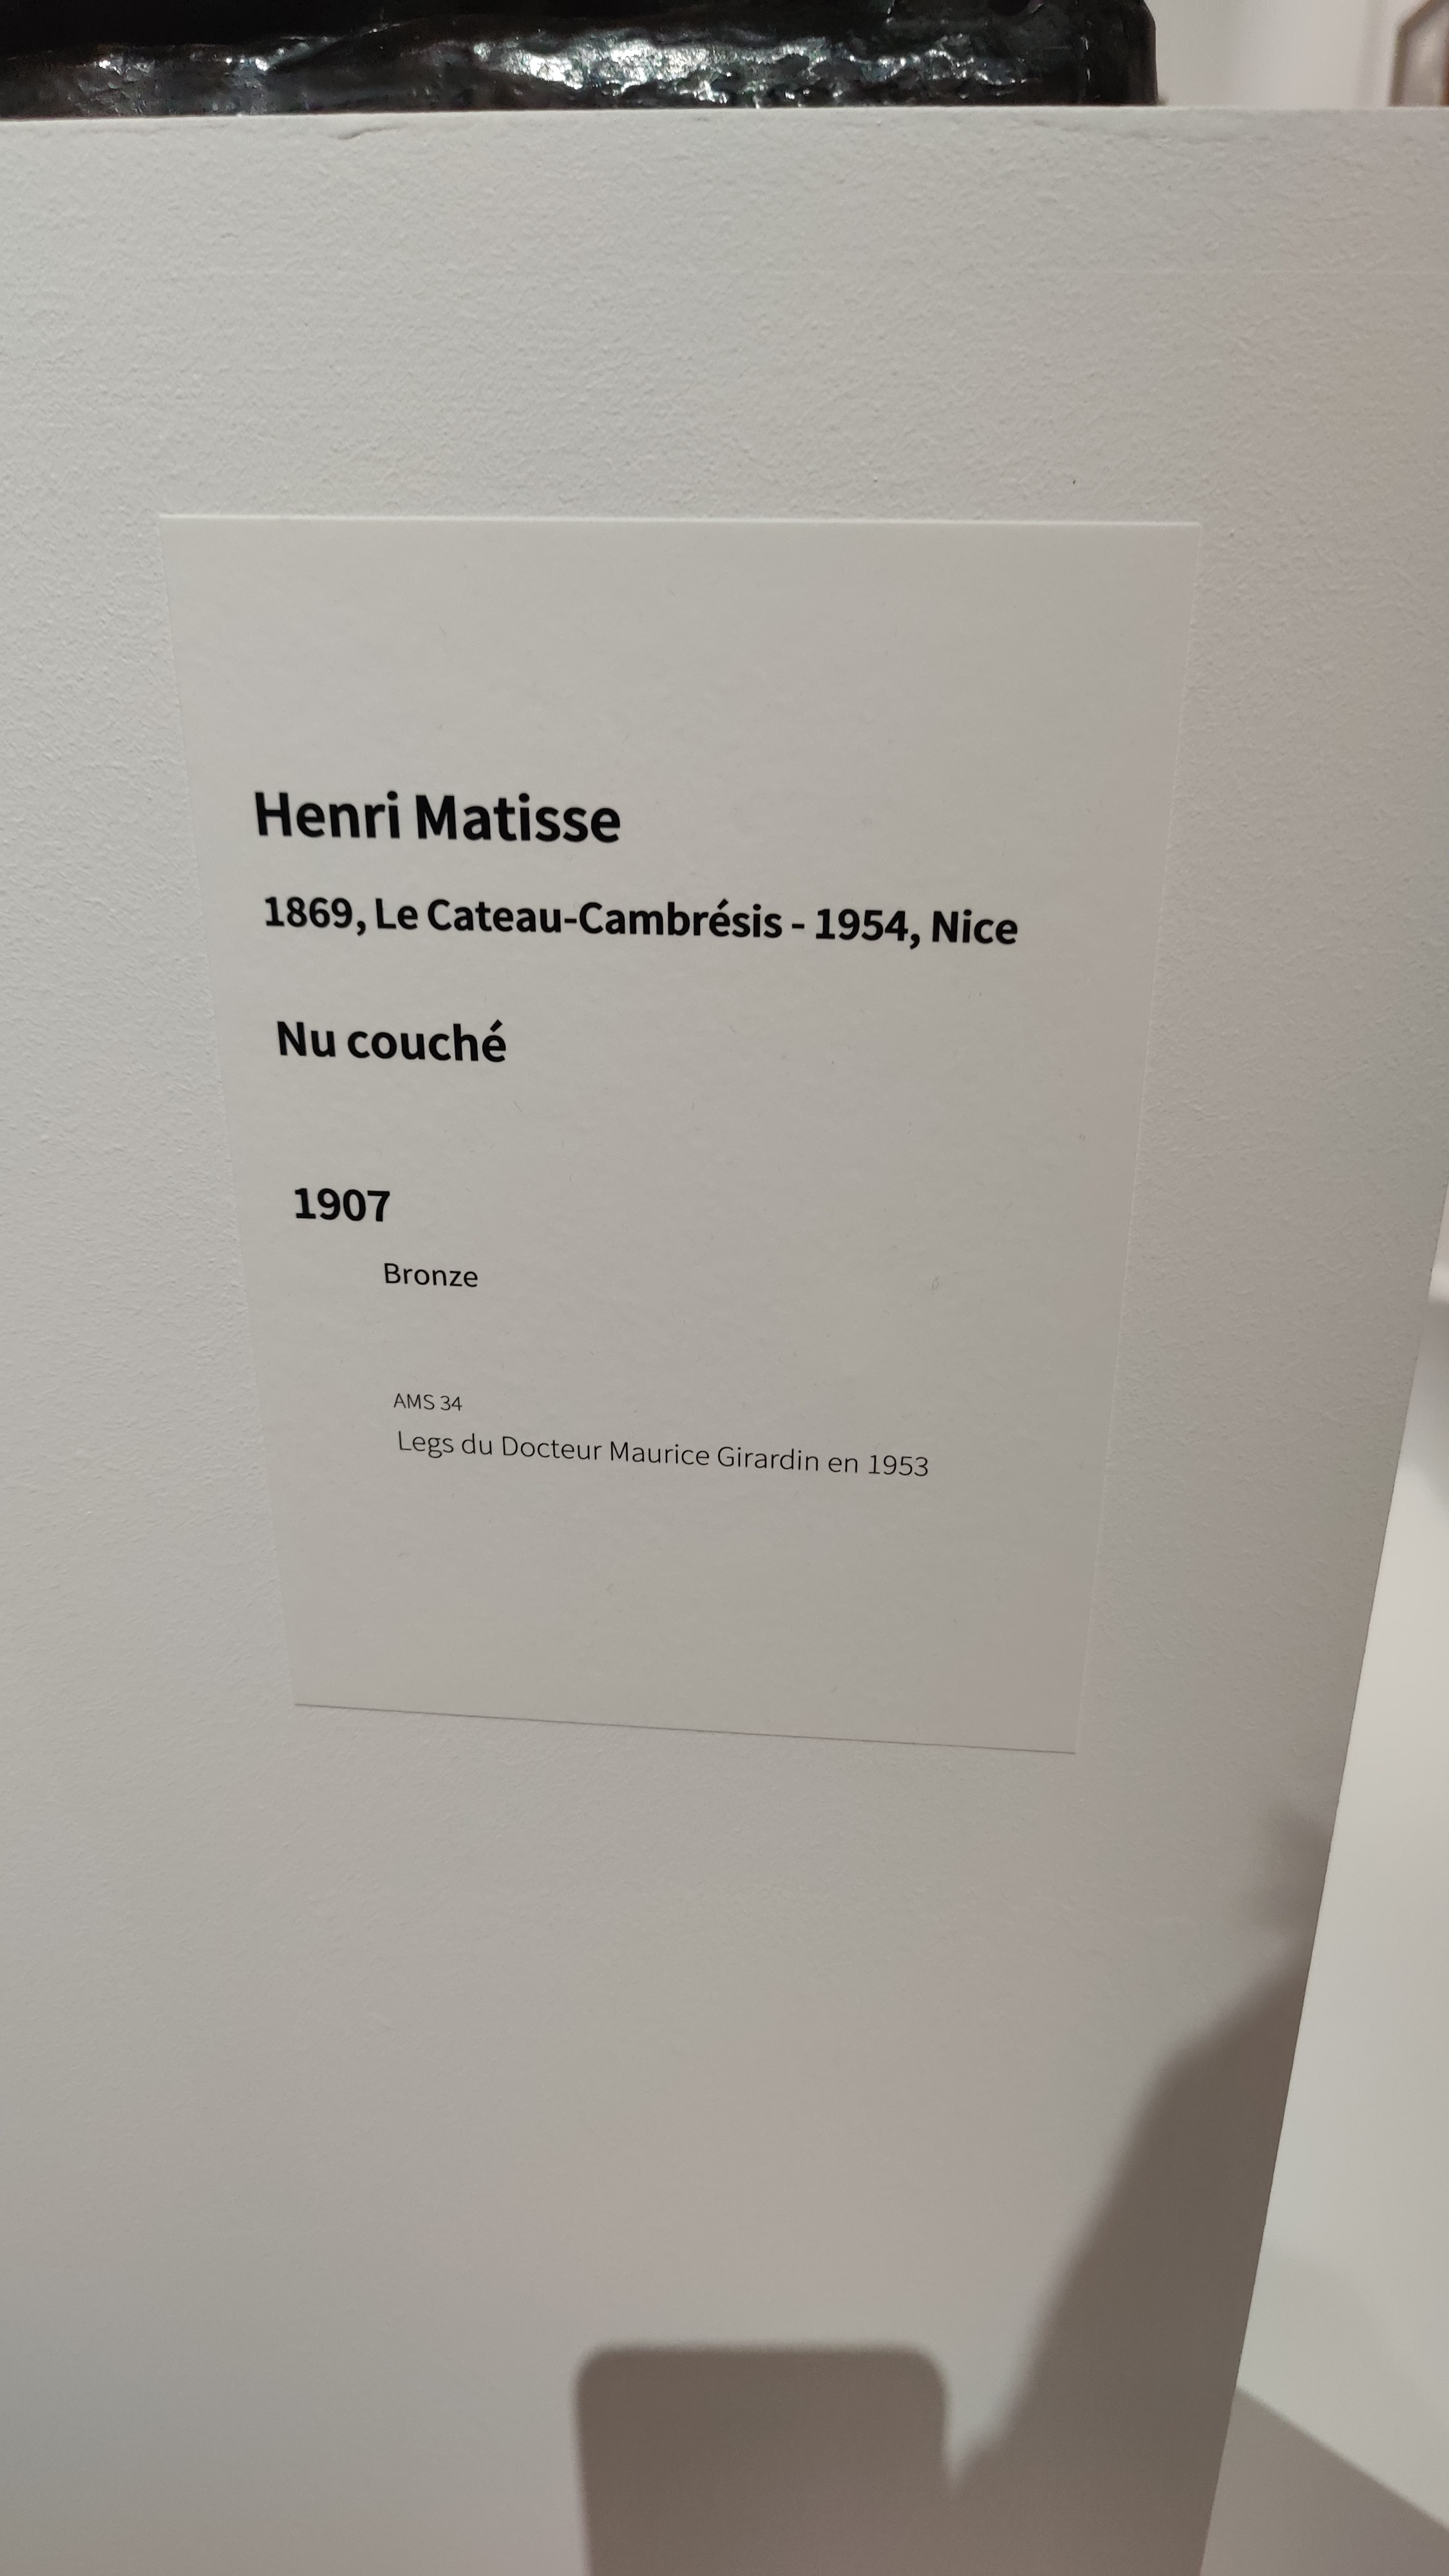 Henri Matisse
1869, Le Cateau-Cambrésis - 1954, Nice
Nu couché
1907
Bronze
AMS 34
Legs du Docteur Maurice Girardin en 1953